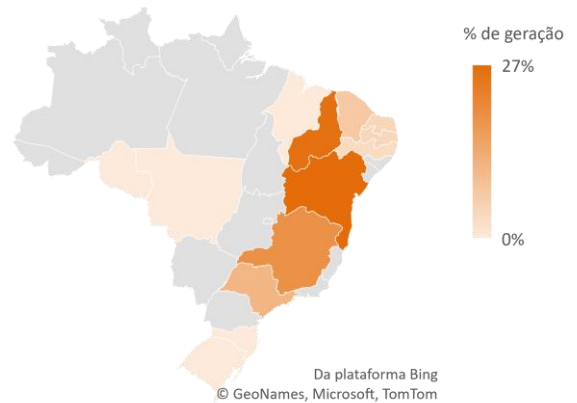 % de geração
27%
0%
Da plataforma Bing
© GeoNames, Microsoft, TomTom